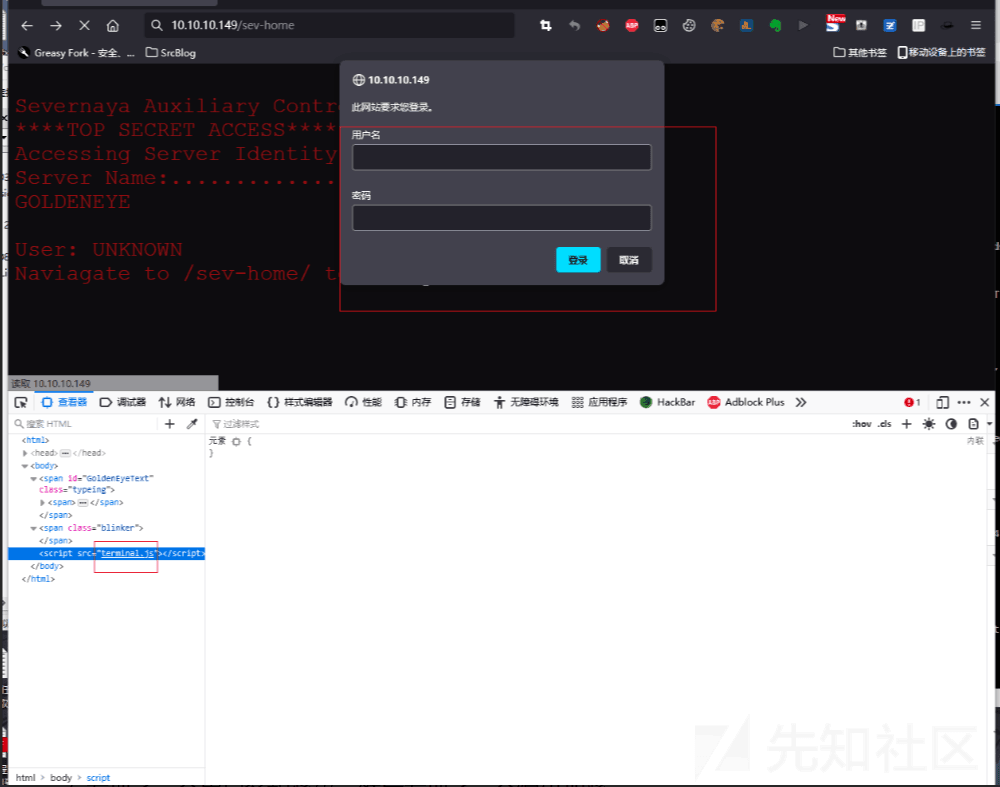 10.10.10.149/sev-home
New
Greasy Fork - 安全、...
SrcBlog
其他书签
移动设备上的书签
10.10.10.149
此网站要求您登录。
用户名
密码
登录
取消
Severnaya Auxiliary Contro
****TOP SECRET ACCESS****
Accessing Server Identity
Server Name:.............
GOLDENEYE
User: UNKNOWN
Naviagate to /sev-home/ to
读取 10.10.10.149
查看器
调试器
网络
控制台
样式编辑器
性能
内存
存储
无障碍环境
应用程序
HackBar
Adblock Plus
1
搜索 HTML
过滤样式
:hov .cls
<html>
<head>...</head>
<body>
<span id="GoldenEyeText"
class="typeing">
<span>...</span>
</span>
<span class="blinker">
</span>
<script src="terminal.js"></script>
</body>
</html>
元素 {
内联
}
html > body > script
先知社区